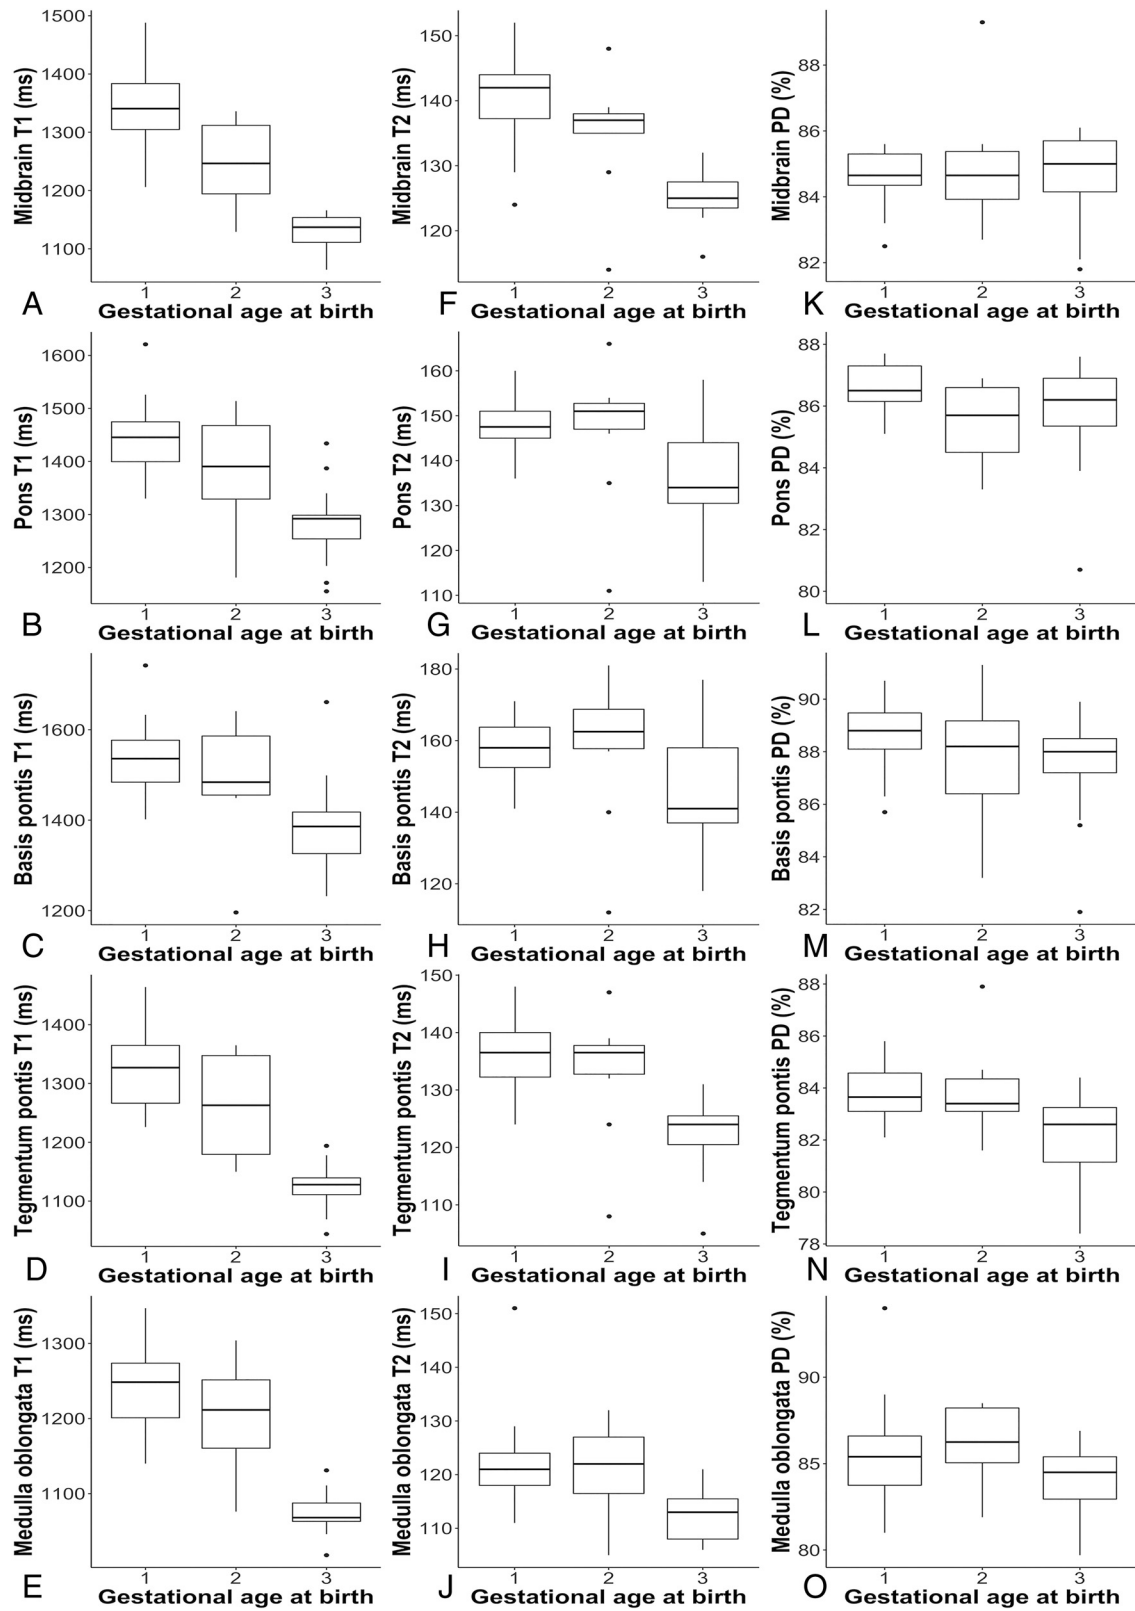 Midbrain T1 (ms)
1500
1400
1300
1200
1100
1 2 3
A Gestational age at birth
Midbrain T2 (ms)
150
140
130
120
1 2 3
F Gestational age at birth
Midbrain PD (%)
88
86
84
82
1 2 3
K Gestational age at birth
Pons T1 (ms)
1600
1500
1400
1300
1200
1 2 3
B Gestational age at birth
Pons T2 (ms)
160
150
140
130
120
110
1 2 3
G Gestational age at birth
Pons PD (%)
88
86
84
82
80
1 2 3
L Gestational age at birth
Basis pontis T1 (ms)
1600
1400
1200
1 2 3
C Gestational age at birth
Basis pontis T2 (ms)
180
160
140
120
1 2 3
H Gestational age at birth
Basis pontis PD (%)
90
88
86
84
82
1 2 3
M Gestational age at birth
Tegmentum pontis T1 (ms)
1400
1300
1200
1100
1 2 3
D Gestational age at birth
Tegmentum pontis T2 (ms)
150
140
130
120
110
1 2 3
I Gestational age at birth
Tegmentum pontis PD (%)
88
86
84
82
80
78
1 2 3
N Gestational age at birth
Medulla oblongata T1 (ms)
1300
1200
1100
1 2 3
E Gestational age at birth
Medulla oblongata T2 (ms)
150
140
130
120
110
1 2 3
J Gestational age at birth
Medulla oblongata PD (%)
90
85
80
1 2 3
O Gestational age at birth